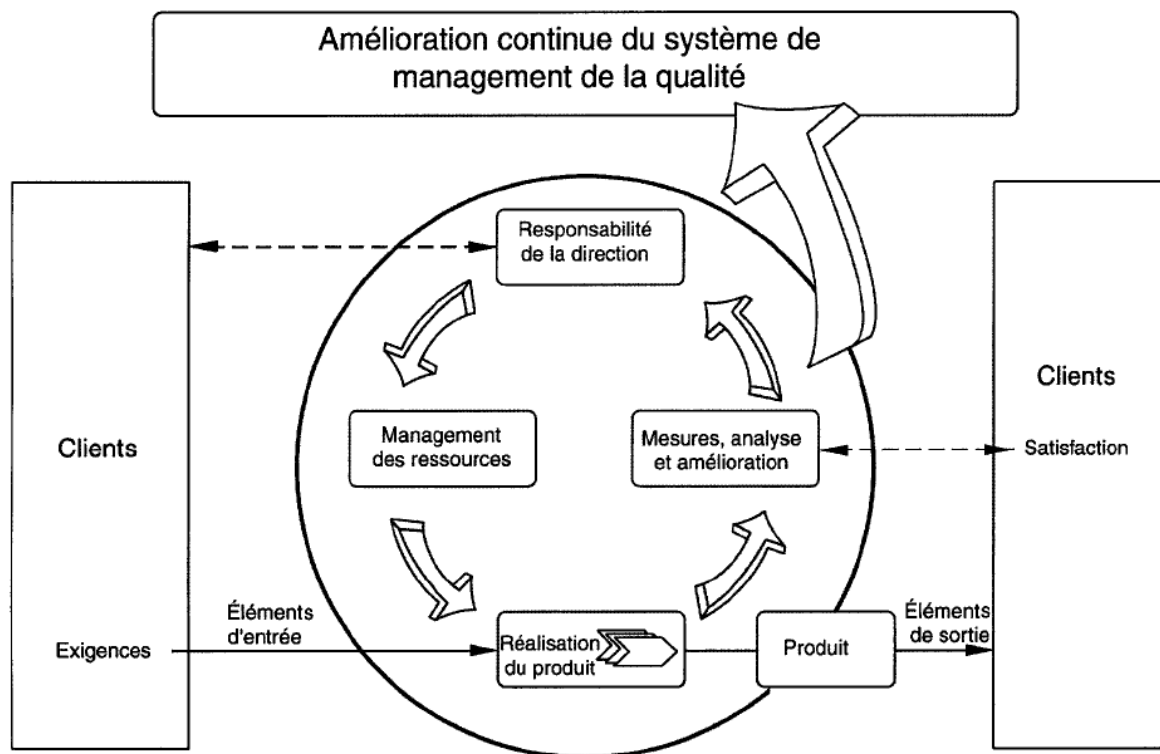 Amélioration continue du système de
management de la qualité
Responsabilité
de la direction
Clients
Management
des ressources
Mesures, analyse
et amélioration
Clients
Satisfaction
Exigences
Éléments
d'entrée
Réalisation
du produit
Produit
Éléments
de sortie